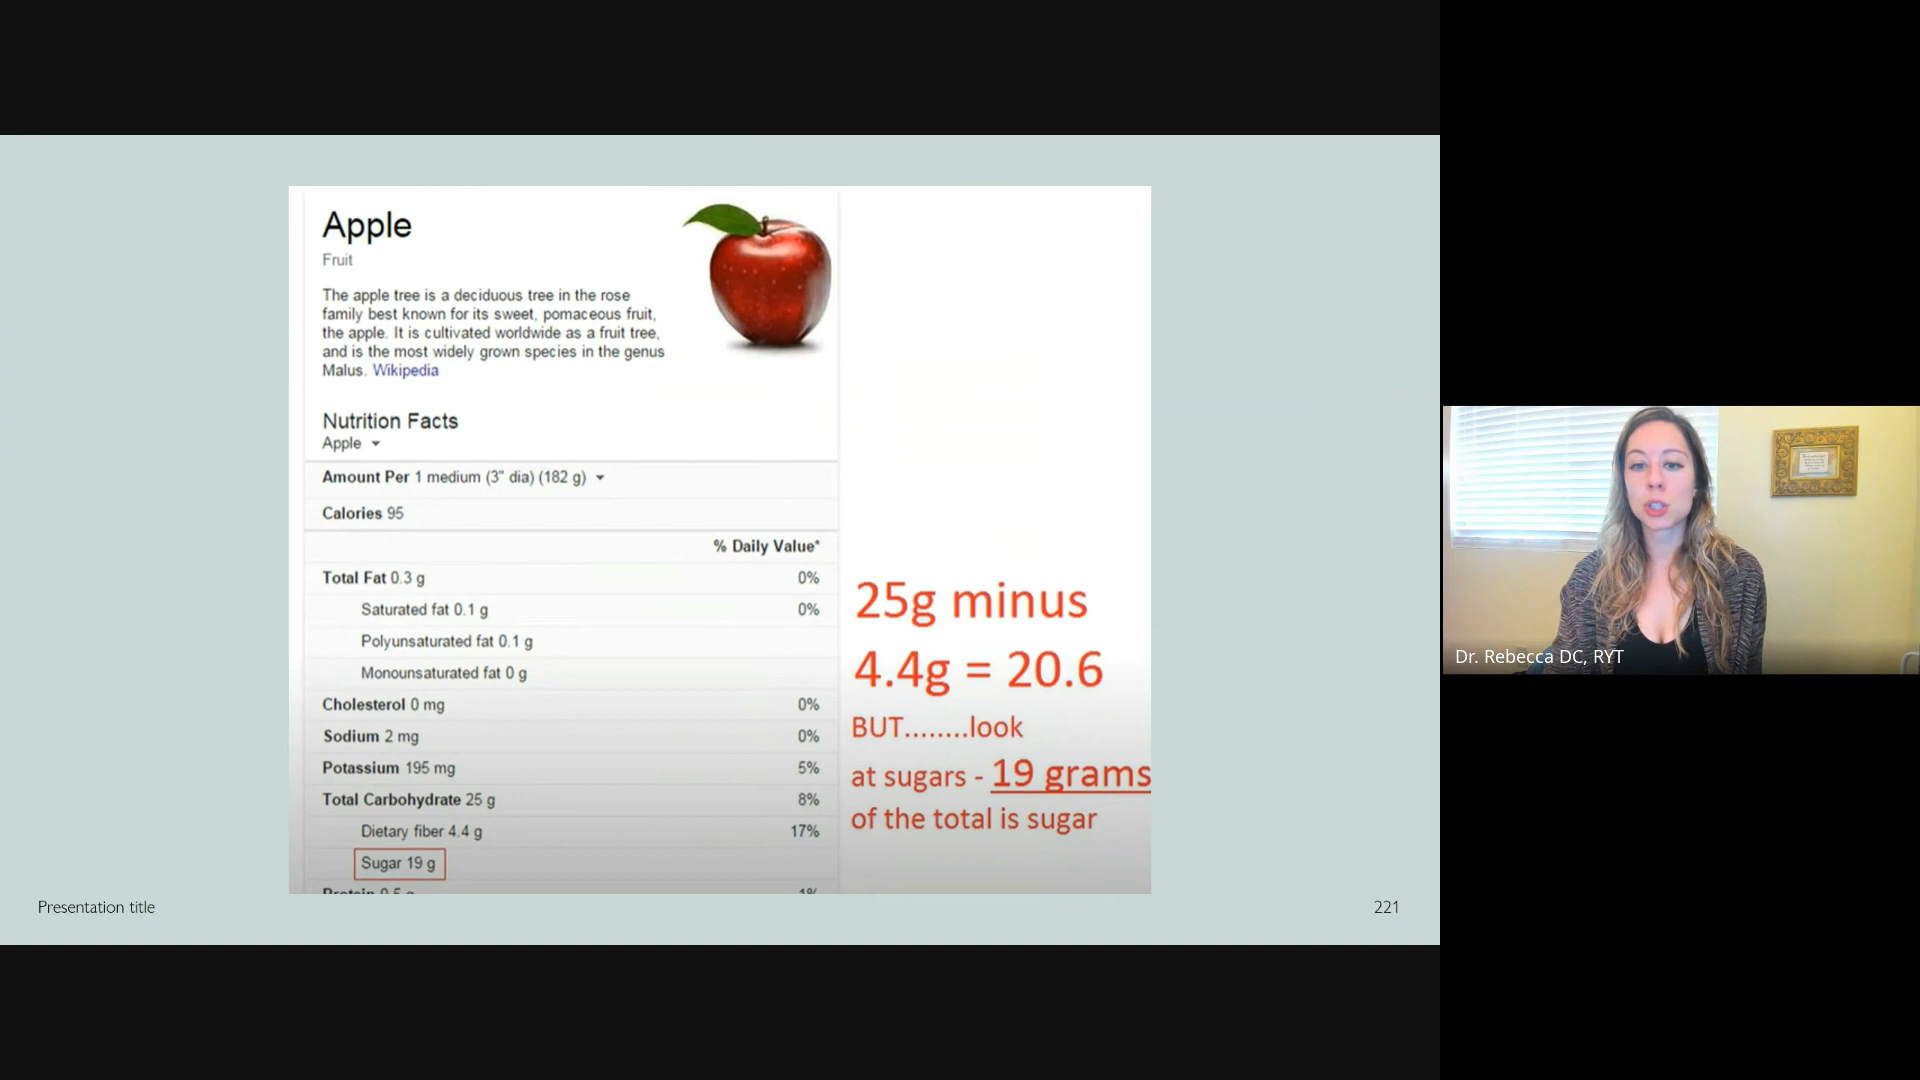 Apple
Fruit
The apple tree is a deciduous tree in the rose
family best known for its sweet, pomaceous fruit,
the apple. It is cultivated worldwide as a fruit tree,
and is the most widely grown species in the genus
Malus. Wikipedia
Nutrition Facts
Apple
Amount Per 1 medium (3" dia) (182 g)
Calories 95
% Daily Value*
Total Fat 0.3 g 0%
Saturated fat 0.1 g 0%
Polyunsaturated fat 0.1 g
Monounsaturated fat 0 g
Cholesterol 0 mg 0%
Sodium 2 mg 0%
Potassium 195 mg 5%
Total Carbohydrate 25 g 8%
Dietary fiber 4.4 g 17%
Sugar 19 g
Protein 0.5 g 1%
25g minus
4.4g = 20.6
BUT........look
at sugars - 19 grams
of the total is sugar
Presentation title
221
Dr. Rebecca DC, RYT